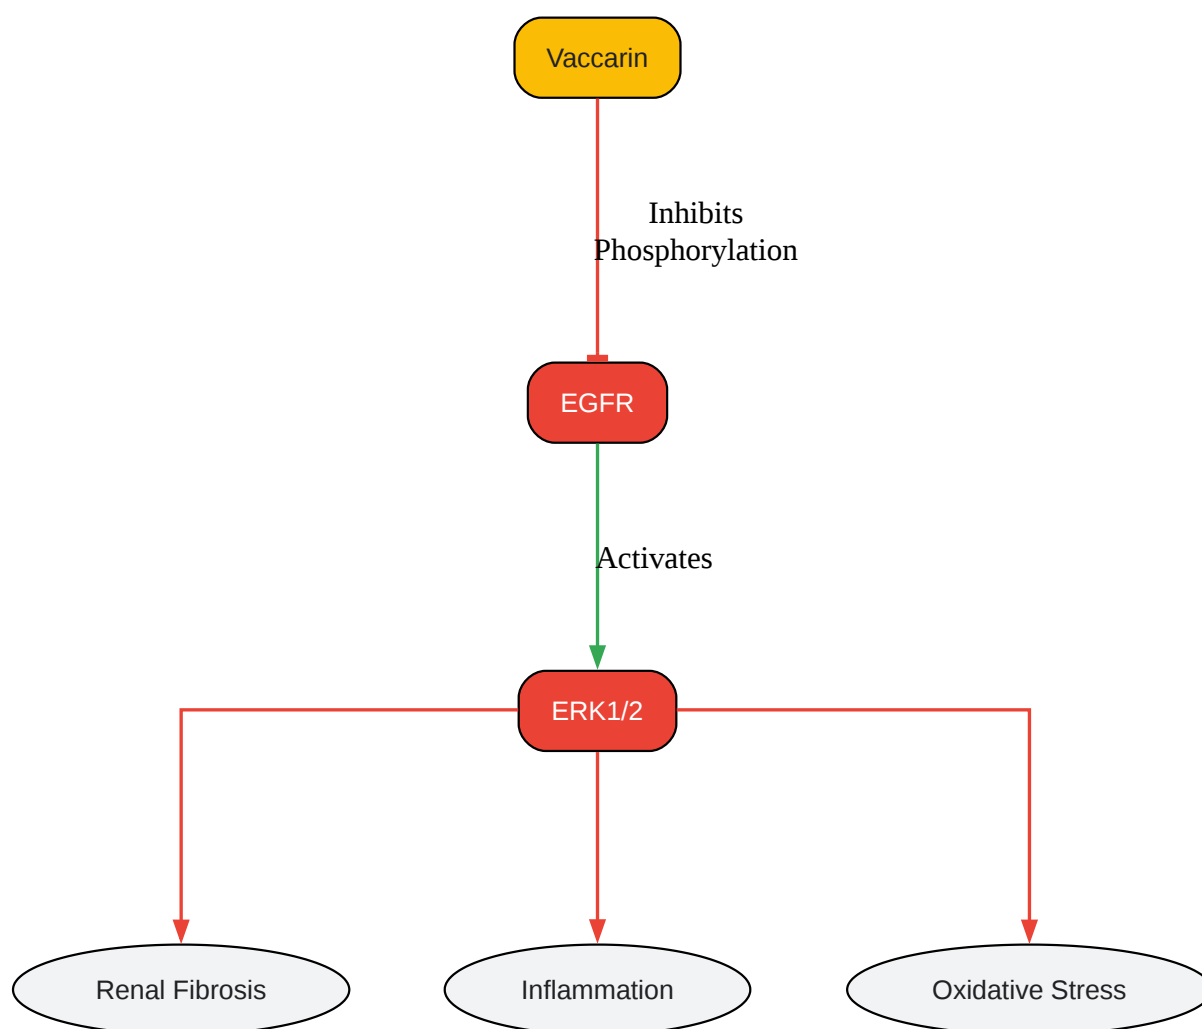 Vaccarin
Inhibits
Phosphorylation
EGFR
Activates
ERK1/2
Renal Fibrosis
Inflammation
Oxidative Stress